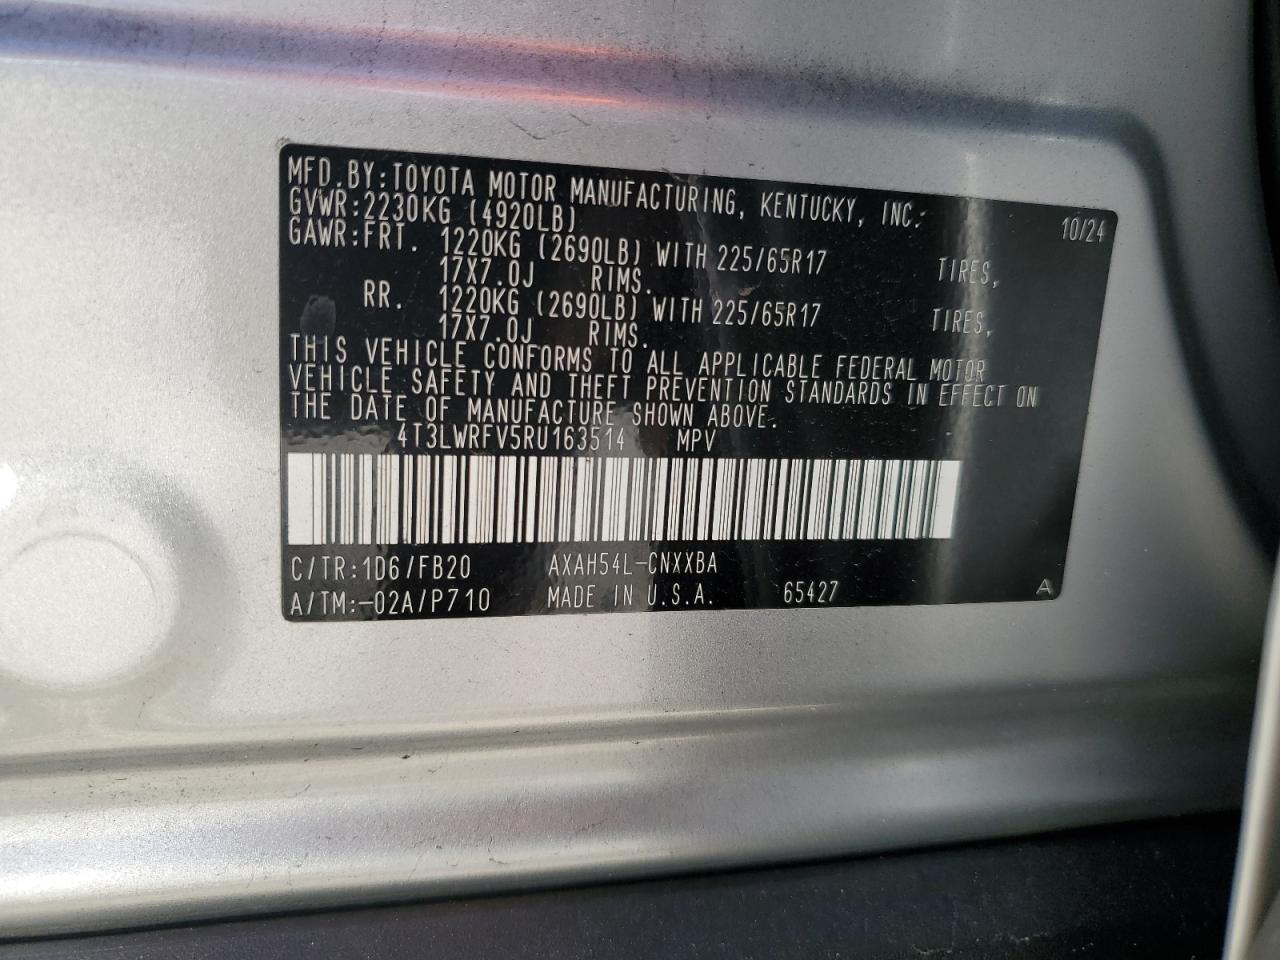 MFD.BY:TOYOTA MOTOR MANUFACTURING, KENTUCKY, INC. 10/24
GVWR:2230KG (4920LB)
GAWR:FRT. 1220KG (2690LB) WITH 225/65R17 TIRES,
17X7.0J RIMS.
RR. 1220KG (2690LB) WITH 225/65R17 TIRES,
17X7.0J RIMS.
THIS VEHICLE CONFORMS TO ALL APPLICABLE FEDERAL MOTOR
VEHICLE SAFETY AND THEFT PREVENTION STANDARDS IN EFFECT ON
THE DATE OF MANUFACTURE SHOWN ABOVE.
4T3LWRFV5RU163514 MPV
C/TR:1D6/FB20 AXAH54L-CNXXBA
A/TM:-02A/P710 MADE IN U.S.A. 65427 A